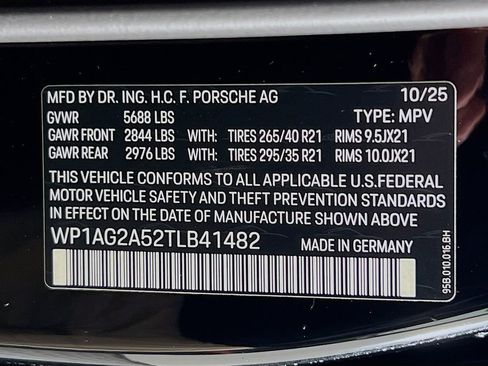 MFD BY DR. ING. H.C. F. PORSCHE AG 10/25
GVWR 5688 LBS TYPE: MPV
GAWR FRONT 2844 LBS WITH: TIRES 265/40 R21 RIMS 9.5JX21
GAWR REAR 2976 LBS WITH: TIRES 295/35 R21 RIMS 10.0JX21
THIS VEHICLE CONFORMS TO ALL APPLICABLE U.S.FEDERAL
MOTOR VEHICLE SAFETY AND THEFT PREVENTION STANDARDS
IN EFFECT ON THE DATE OF MANUFACTURE SHOWN ABOVE
WP1AG2A52TLB41482 MADE IN GERMANY
95B.010.016.BH